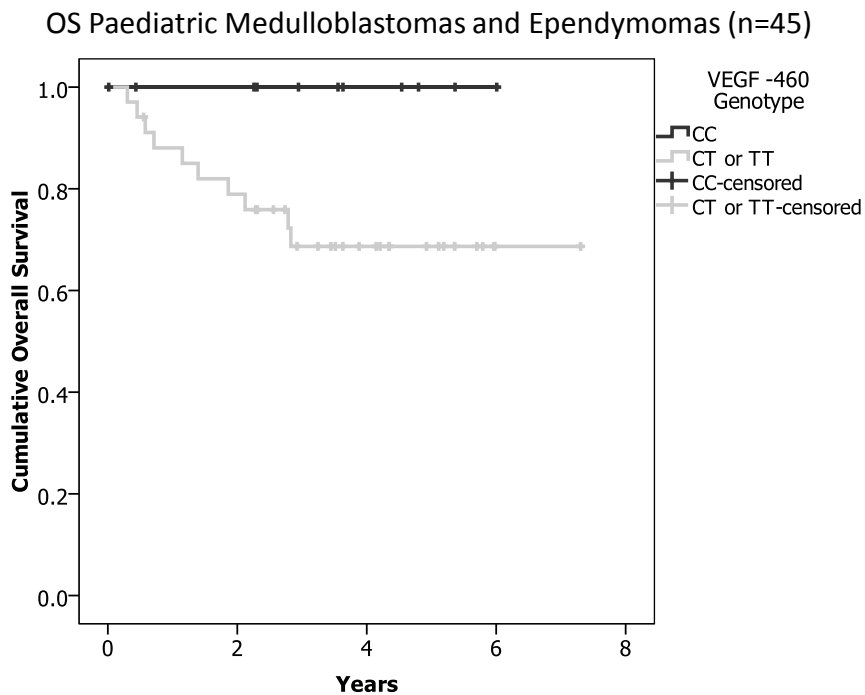 OS Paediatric Medulloblastomas and Ependymomas (n=45)
VEGF -460
Genotype
CC
CT or TT
CC-censored
CT or TT-censored
Cumulative Overall Survival
1.0
0.8
0.6
0.4
0.2
0.0
0 2 4 6 8
Years